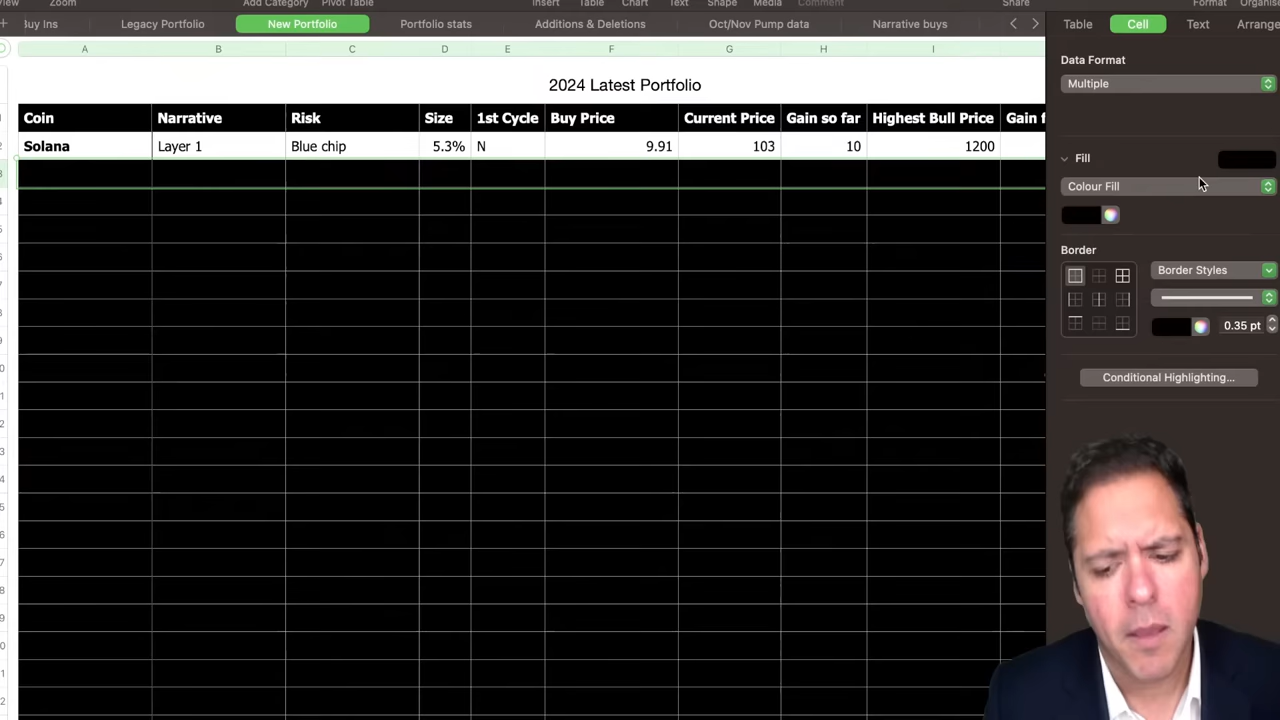 View Zoom Add Category Pivot Table Insert Table Chart Text Shape Media Comment Share Format Organise
Buy Ins Legacy Portfolio New Portfolio Portfolio stats Additions & Deletions Oct/Nov Pump data Narrative buys Table Cell Text Arrange
A B C D E F G H I
Data Format
Multiple
2024 Latest Portfolio
Coin Narrative Risk Size 1st Cycle Buy Price Current Price Gain so far Highest Bull Price Gain f
Solana Layer 1 Blue chip 5.3% N 9.91 103 10 1200
Fill
Colour Fill
Border
Border Styles
0.35 pt
Conditional Highlighting...